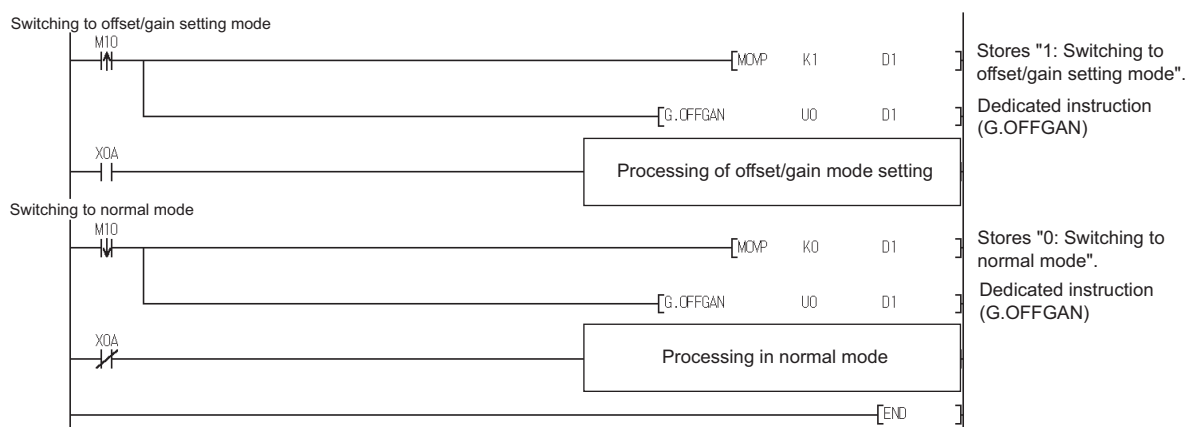 Switching to offset/gain setting mode
M10
MOVP K1 D1
Stores "1: Switching to
offset/gain setting mode".
G.OFFGAN U0 D1
Dedicated instruction
(G.OFFGAN)
X0A
Processing of offset/gain mode setting
Switching to normal mode
M10
MOVP K0 D1
Stores "0: Switching to
normal mode".
G.OFFGAN U0 D1
Dedicated instruction
(G.OFFGAN)
X0A
Processing in normal mode
END